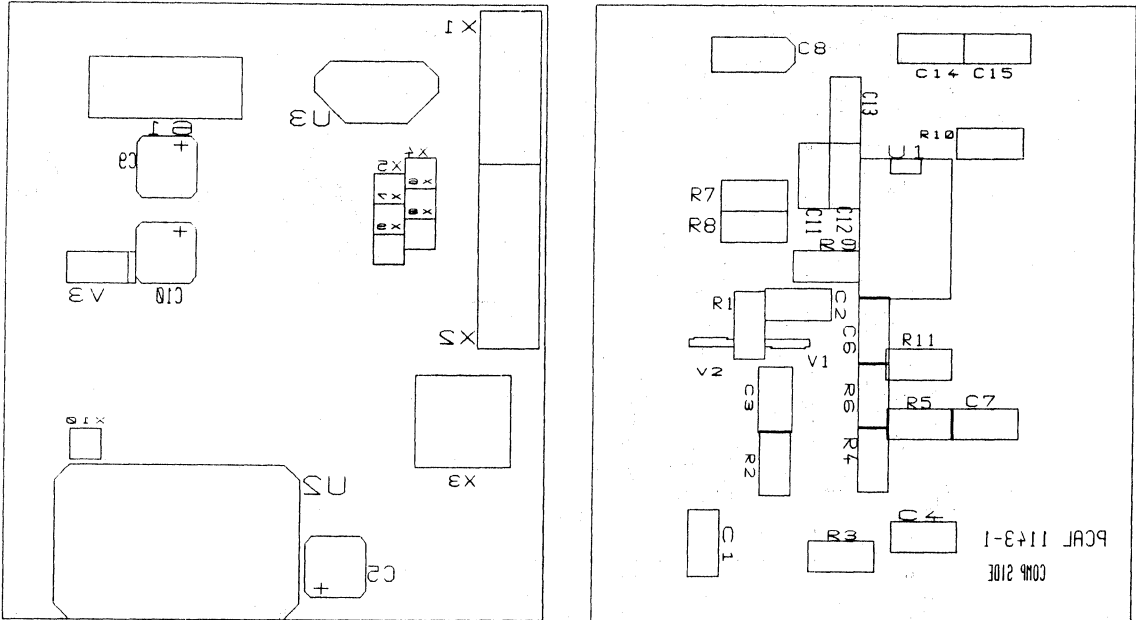 X1
U3
D1
C9
X4
X5
V3
C10
X2
X10
X3
U2
C5
C8
C14 C15
C13
R10
U1
R7
C11
C12
R8
R1
C2
C6
R11
V2
V1
C3
R6
R5
C7
R2
R4
C1
C4
R3
PCAL 1143-1
COMP SIDE